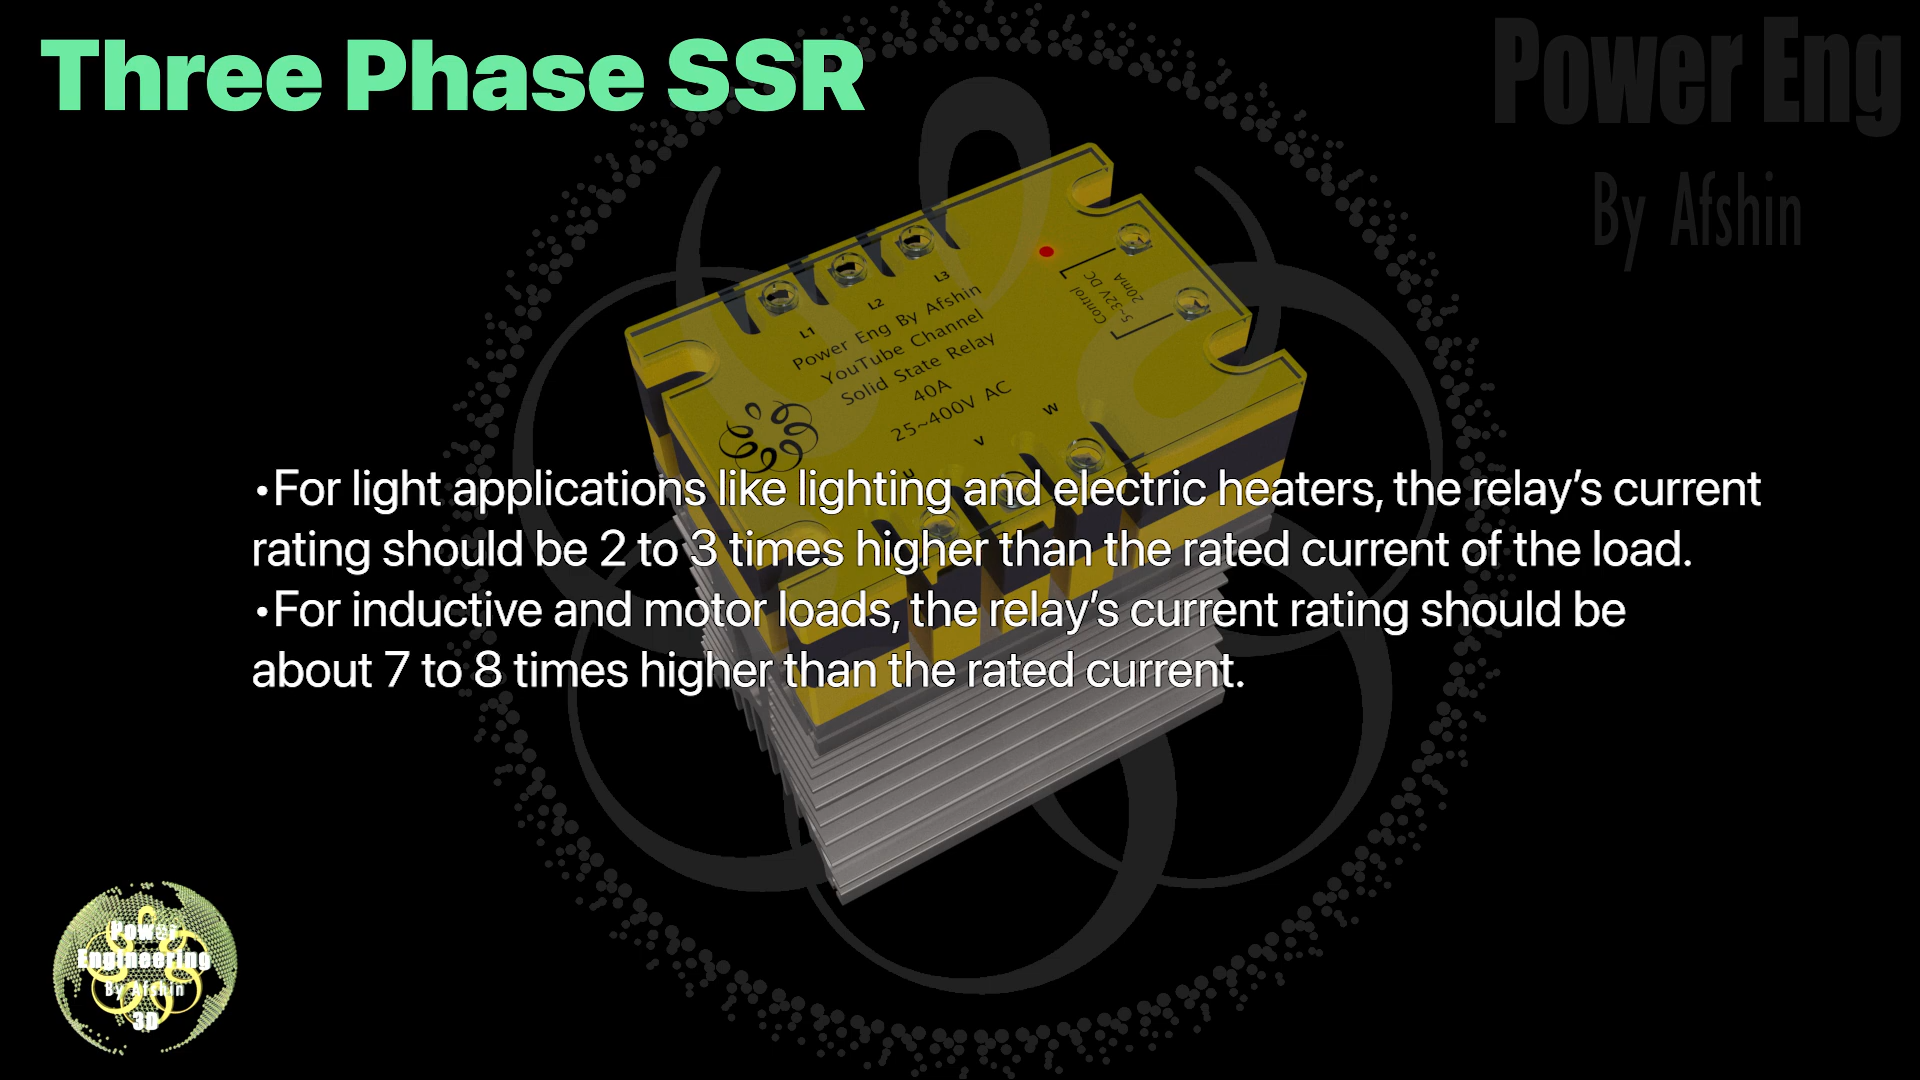 Three Phase SSR
Power Eng
By Afshin
L1
L2
L3
Control
5~32V DC
20mA
Power Eng By Afshin
YouTube Channel
Solid State Relay
40A
25~400V AC
U
V
W
•For light applications like lighting and electric heaters, the relay’s current
rating should be 2 to 3 times higher than the rated current of the load.
•For inductive and motor loads, the relay’s current rating should be
about 7 to 8 times higher than the rated current.
Power
Engineering
By Afshin
3D